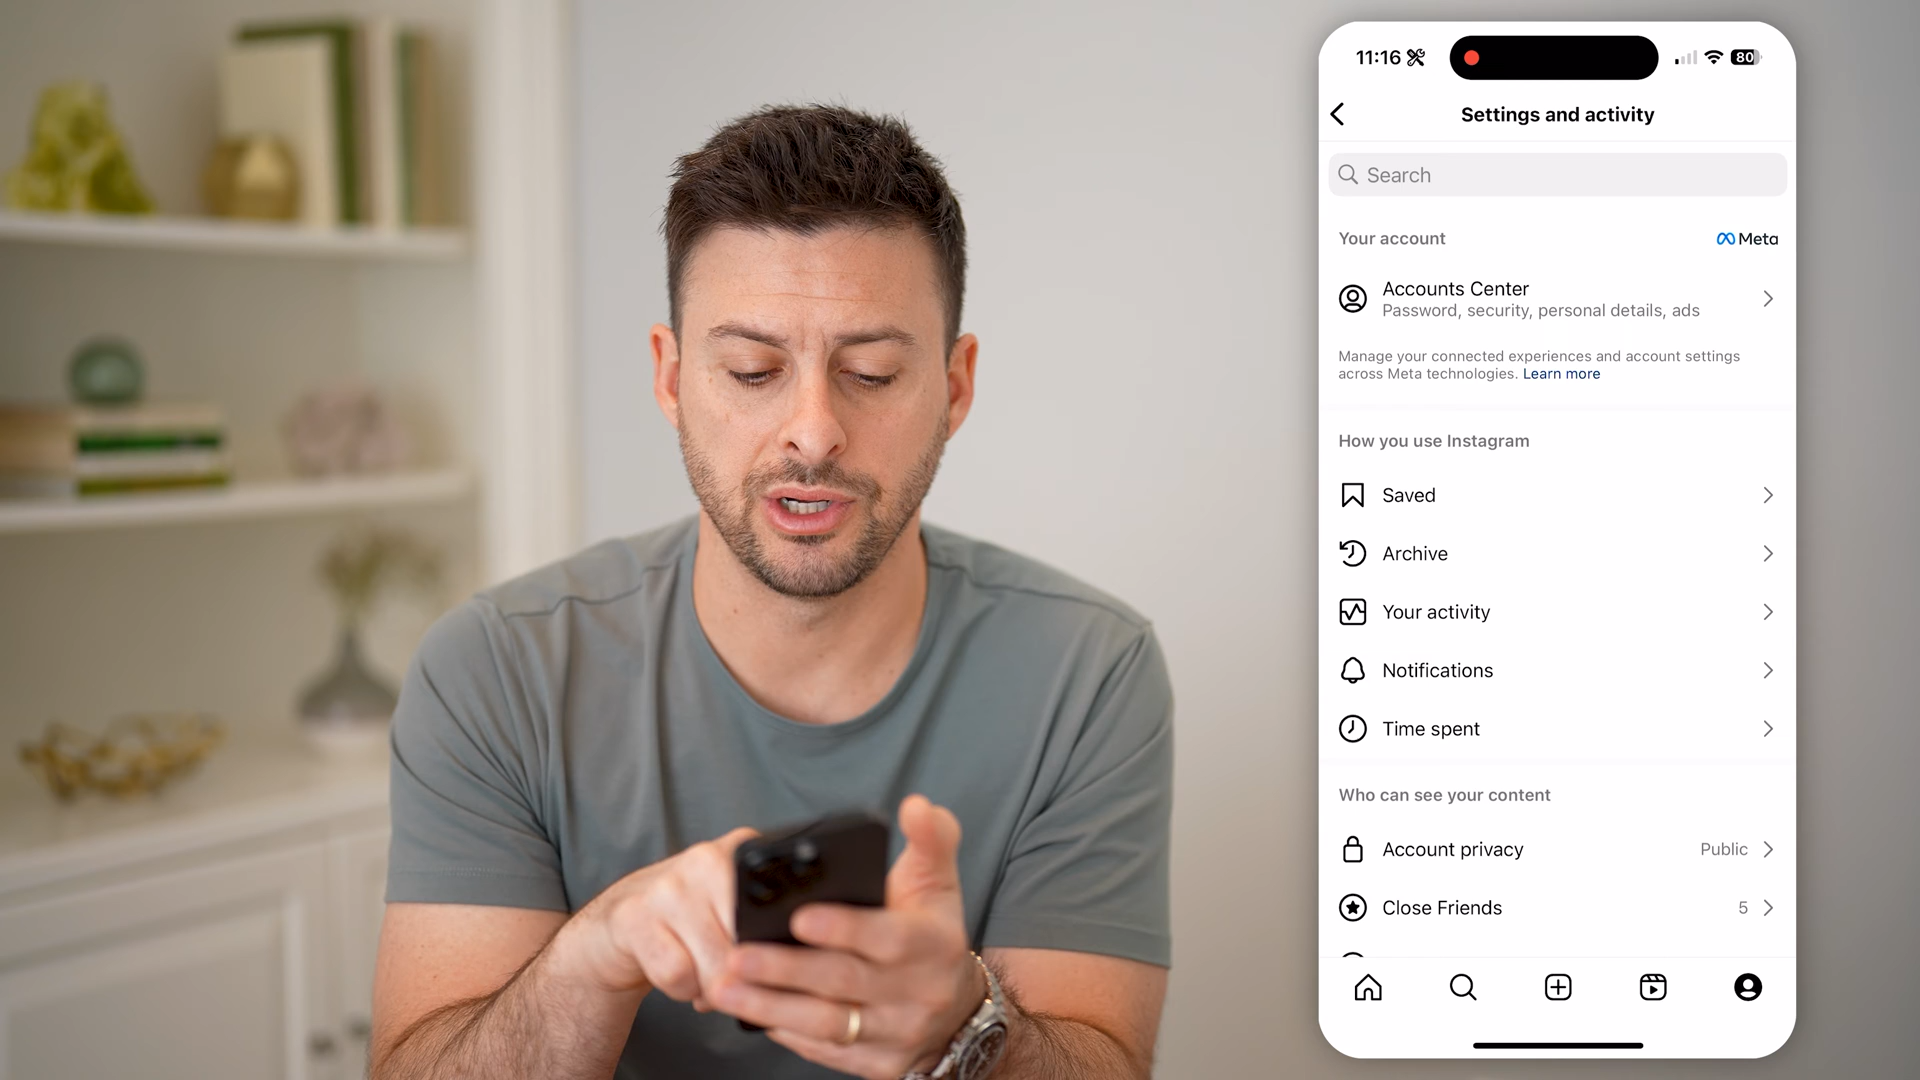 11:16
80
Settings and activity
Search
Your account
Meta
Accounts Center
Password, security, personal details, ads
Manage your connected experiences and account settings
across Meta technologies. Learn more
How you use Instagram
Saved
Archive
Your activity
Notifications
Time spent
Who can see your content
Account privacy
Public
Close Friends
5